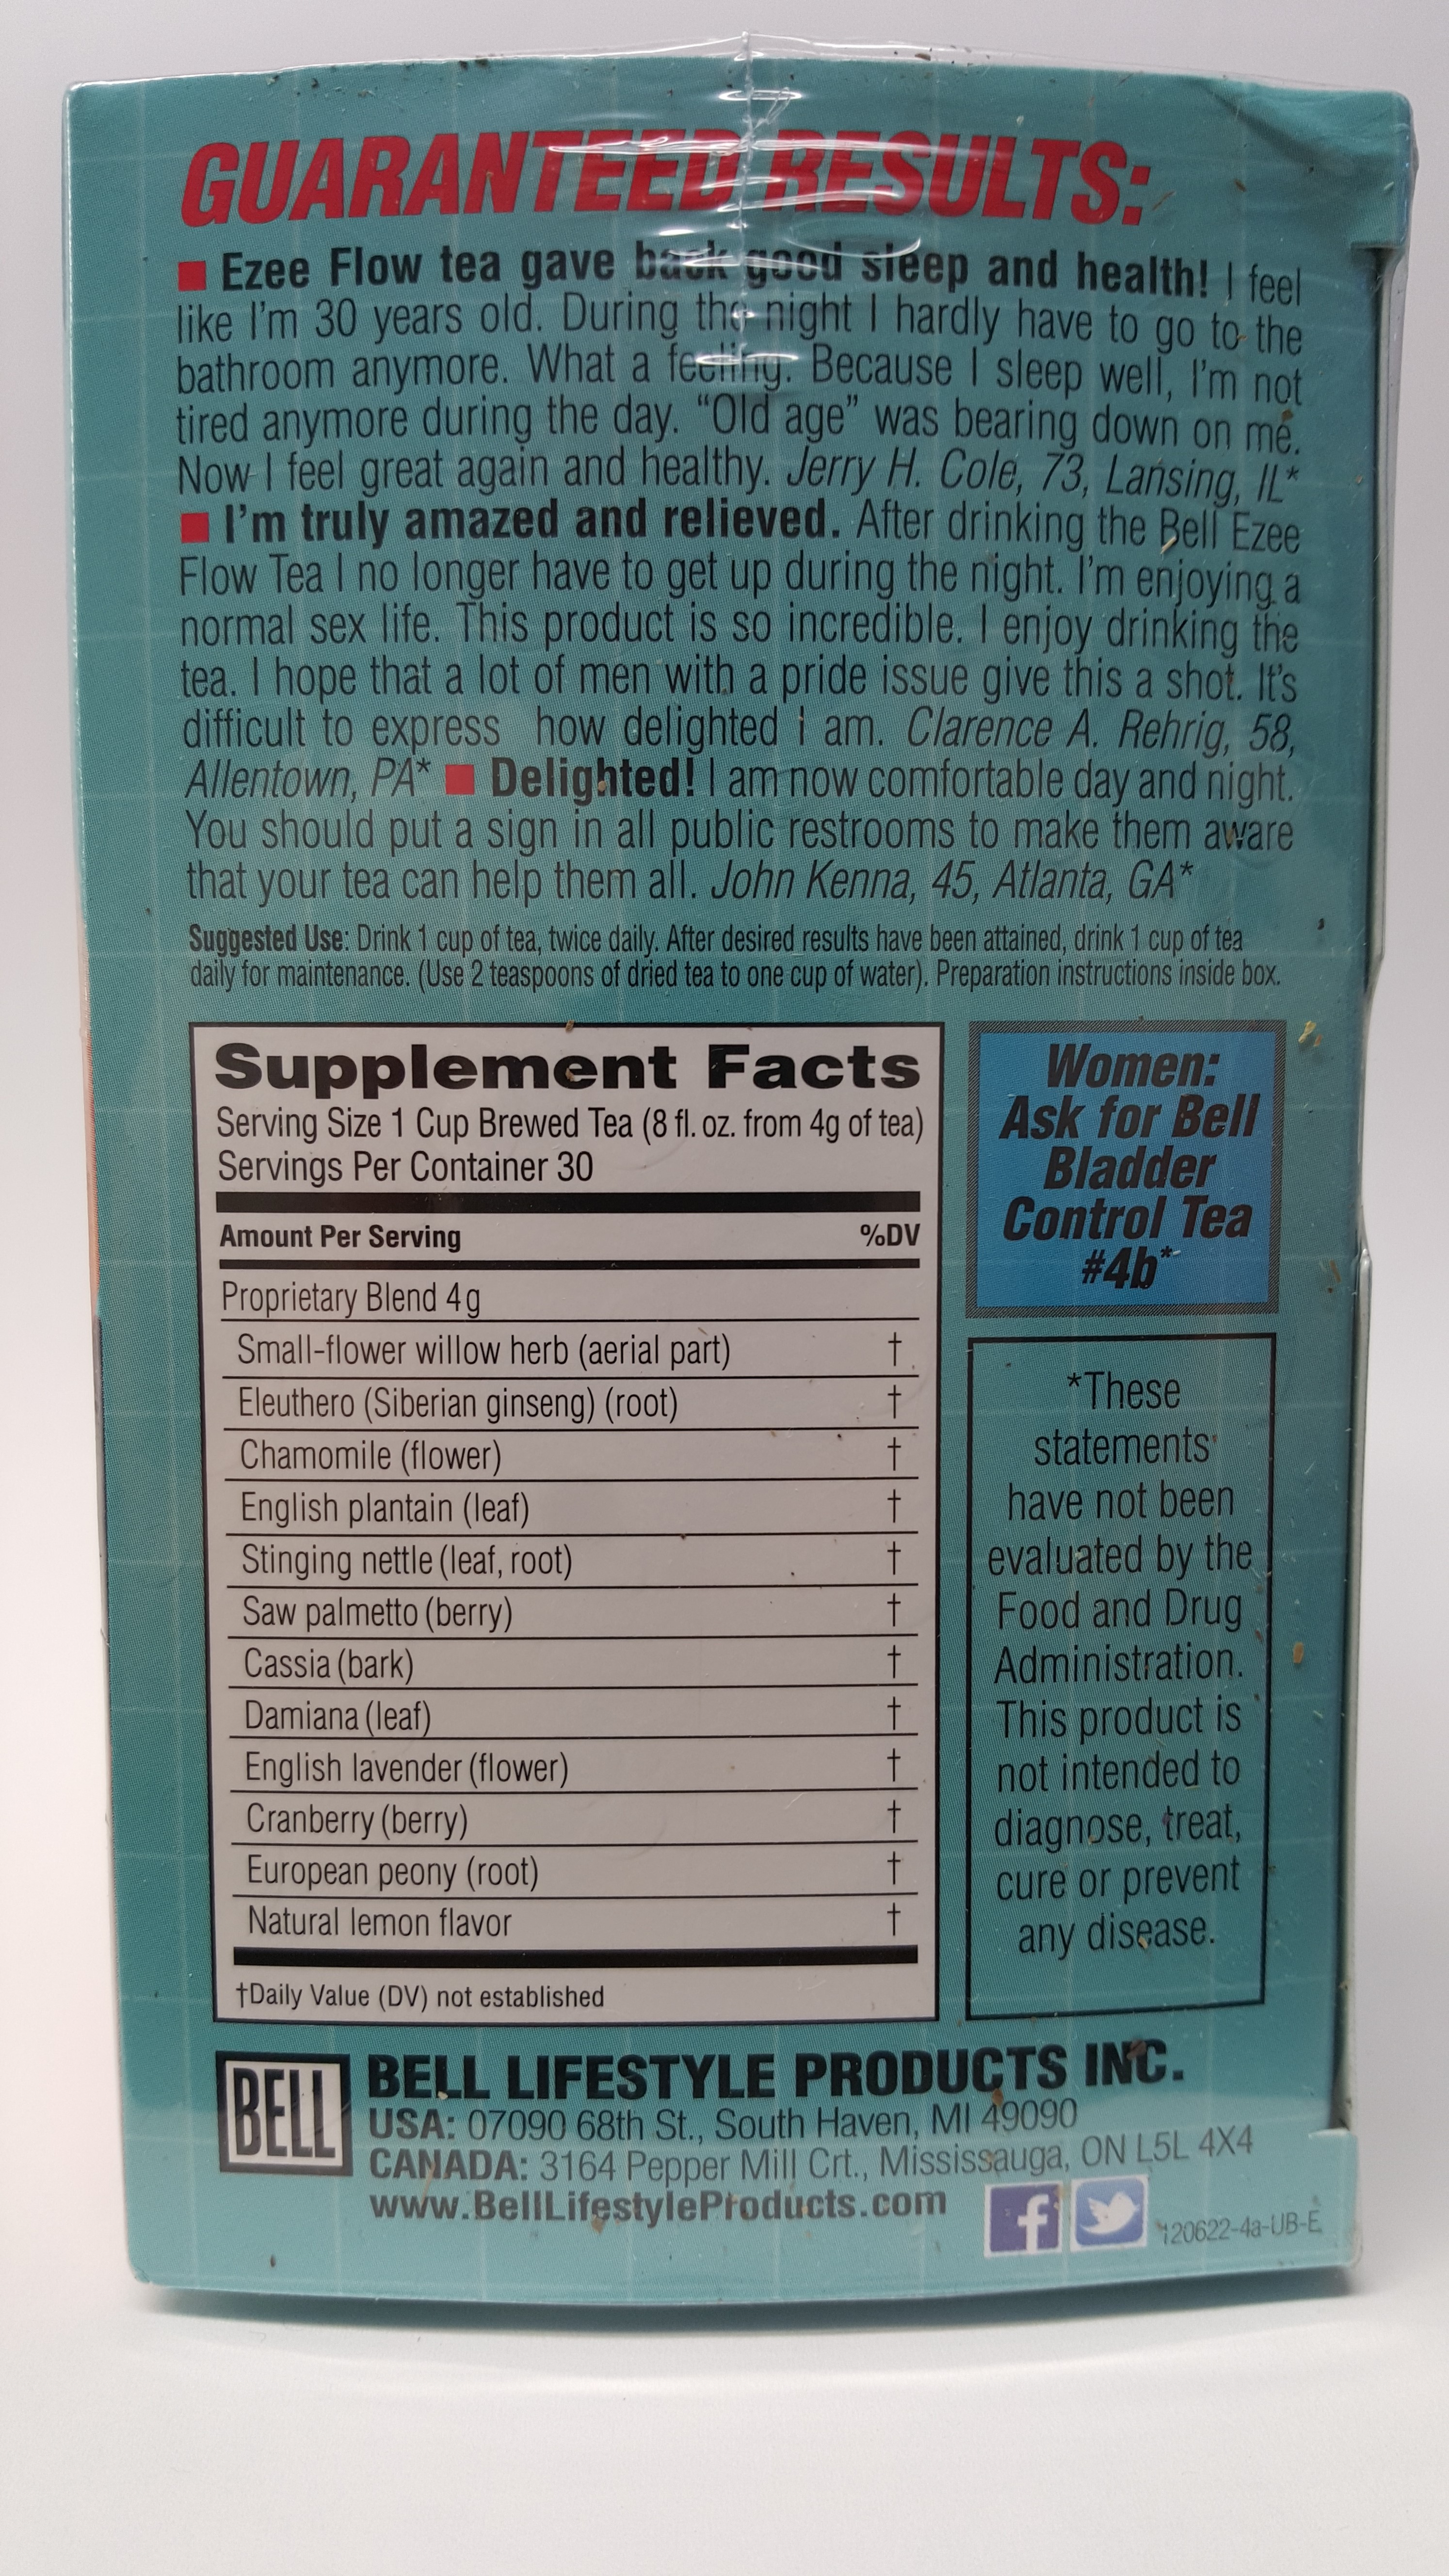 GUARANTEED RESULTS:
■ Ezee Flow tea gave back good sleep and health! I feel
like I'm 30 years old. During the night I hardly have to go to the
bathroom anymore. What a feeling. Because I sleep well, I'm not
tired anymore during the day. “Old age” was bearing down on me.
Now I feel great again and healthy. Jerry H. Cole, 73, Lansing, IL*
■ I'm truly amazed and relieved. After drinking the Bell Ezee
Flow Tea I no longer have to get up during the night. I'm enjoying a
normal sex life. This product is so incredible. I enjoy drinking the
tea. I hope that a lot of men with a pride issue give this a shot. It's
difficult to express how delighted I am. Clarence A. Rehrig, 58,
Allentown, PA* ■ Delighted! I am now comfortable day and night.
You should put a sign in all public restrooms to make them aware
that your tea can help them all. John Kenna, 45, Atlanta, GA*
Suggested Use: Drink 1 cup of tea, twice daily. After desired results have been attained, drink 1 cup of tea
daily for maintenance. (Use 2 teaspoons of dried tea to one cup of water). Preparation instructions inside box.
Supplement Facts
Serving Size 1 Cup Brewed Tea (8 fl. oz. from 4g of tea)
Servings Per Container 30
Amount Per Serving %DV
Proprietary Blend 4g
Small-flower willow herb (aerial part) †
Eleuthero (Siberian ginseng) (root) †
Chamomile (flower) †
English plantain (leaf) †
Stinging nettle (leaf, root) †
Saw palmetto (berry) †
Cassia (bark) †
Damiana (leaf) †
English lavender (flower) †
Cranberry (berry) †
European peony (root) †
Natural lemon flavor †
†Daily Value (DV) not established
Women:
Ask for Bell
Bladder
Control Tea
#4b*
*These
statements
have not been
evaluated by the
Food and Drug
Administration.
This product is
not intended to
diagnose, treat,
cure or prevent
any disease.
BELL
BELL LIFESTYLE PRODUCTS INC.
USA: 07090 68th St., South Haven, MI 49090
CANADA: 3164 Pepper Mill Crt., Mississauga, ON L5L 4X4
www.BellLifestyleProducts.com
f
120622-4a-UB-E